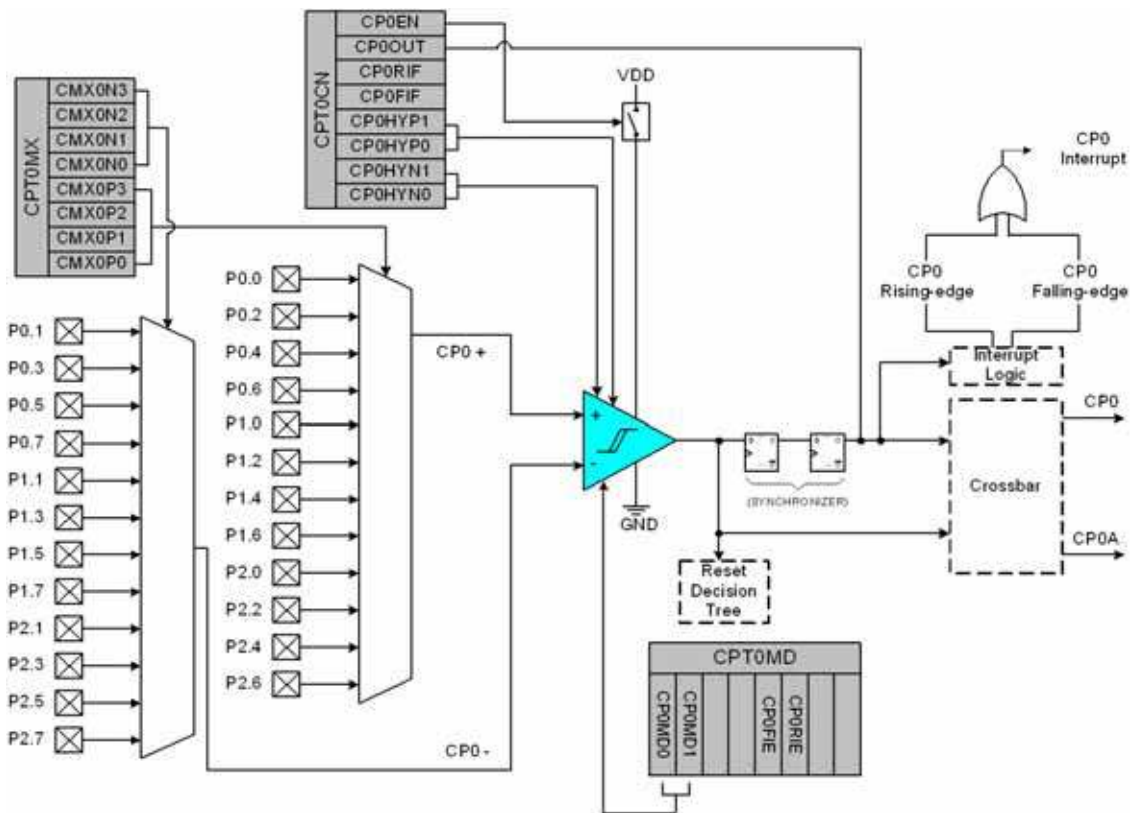 CPT0CN
CP0EN
CP0OUT
CP0RIF
CP0FIF
CP0HYP1
CP0HYP0
CP0HYN1
CP0HYN0
CPT0MX
CMX0N3
CMX0N2
CMX0N1
CMX0N0
CMX0P3
CMX0P2
CMX0P1
CMX0P0
VDD
CP0
Interrupt
CP0
Rising-edge
CP0
Falling-edge
Interrupt
Logic
P0.1
P0.3
P0.5
P0.7
P1.1
P1.3
P1.5
P1.7
P2.1
P2.3
P2.5
P2.7
P0.0
P0.2
P0.4
P0.6
P1.0
P1.2
P1.4
P1.6
P2.0
P2.2
P2.4
P2.6
CP0 +
CP0 -
+
-
GND
(SYNCHRONIZER)
Crossbar
CP0
CP0A
Reset
Decision
Tree
CPT0MD
CP0MD0
CP0MD1
CP0FIE
CP0RIE